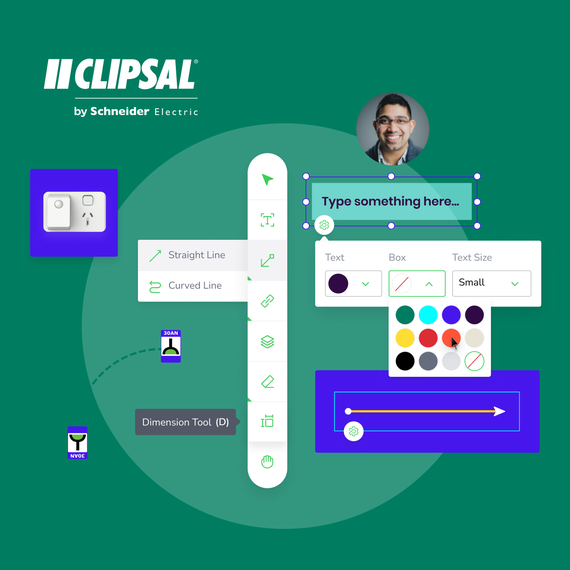 CLIPSAL®
by Schneider Electric
Type something here...
Straight Line
Curved Line
Text
Box
Text Size
Small
30AN
Dimension Tool (D)
30AN